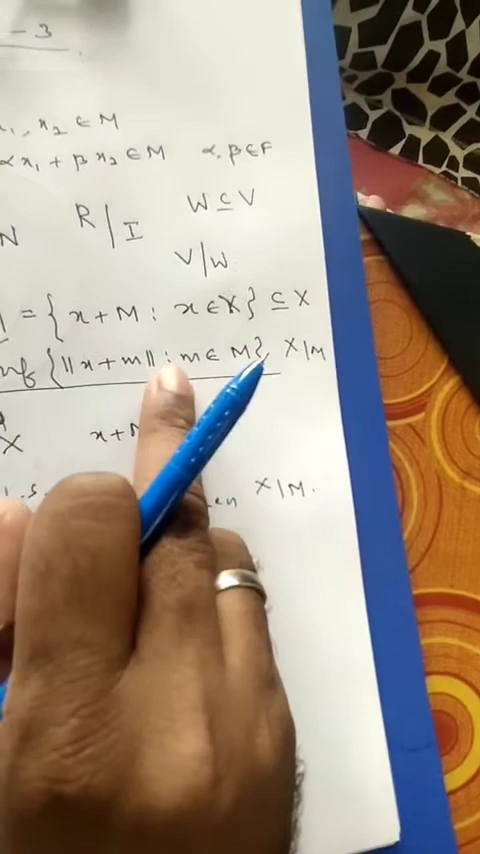 - 3
x₁, x₂ ∈ M
αx₁ + βx₂ ∈ M α, β ∈ F
N R/I W ⊆ V
V/W
= { x + M : x ∈ X } ⊆ X
inf { ||x + m|| : m ∈ M }, X/M
X x +
X/M.